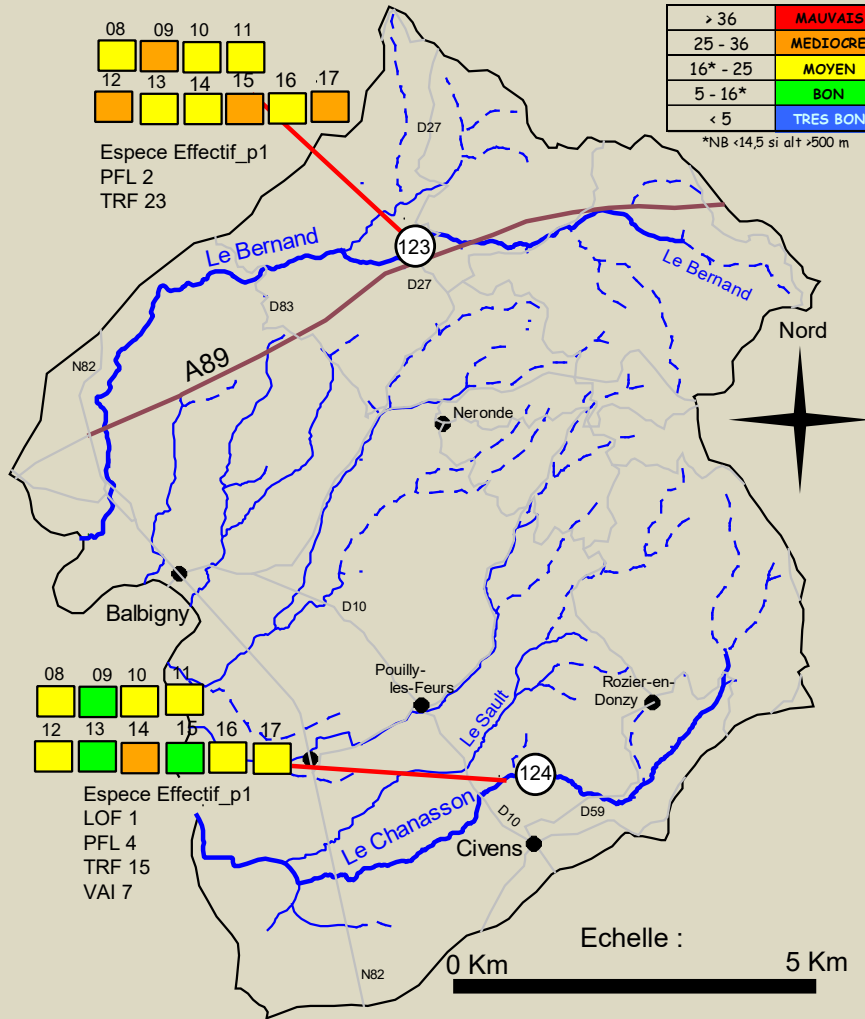 08 09 10 11
12 13 14 15 16 17
Espece Effectif_p1
PFL 2
TRF 23
> 36 MAUVAIS
25 - 36 MEDIOCRE
16* - 25 MOYEN
5 - 16* BON
< 5 TRES BON
*NB <14,5 si alt >500 m
D27
Le Bernand
123
D27
Le Bernand
D83
Nord
N82
A89
Neronde
Balbigny
D10
Pouilly-
les-Feurs
Rozier-en-
Donzy
Le Sault
08 09 10 11
12 13 14 15 16 17
124
Espece Effectif_p1
LOF 1
PFL 4
TRF 15
VAI 7
D59
D10
Le Chanasson
Civens
Echelle :
0 Km 5 Km
N82